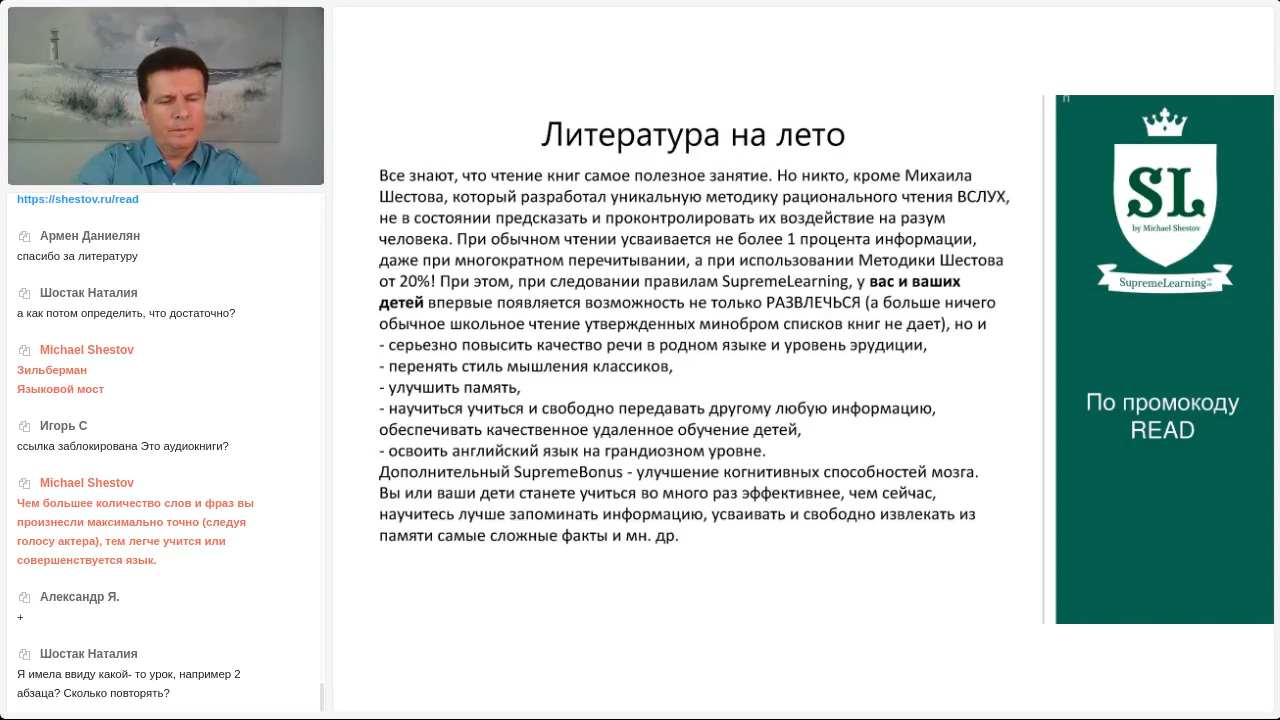 https://shestov.ru/read
Армен Даниелян
спасибо за литературу
Шостак Наталия
а как потом определить, что достаточно?
Michael Shestov
Зильберман
Языковой мост
Игорь С
ссылка заблокирована Это аудиокниги?
Michael Shestov
Чем большее количество слов и фраз вы
произнесли максимально точно (следуя
голосу актера), тем легче учится или
совершенствуется язык.
Александр Я.
+
Шостак Наталия
Я имела ввиду какой- то урок, например 2
абзаца? Сколько повторять?
Литература на лето
Все знают, что чтение книг самое полезное занятие. Но никто, кроме Михаила
Шестова, который разработал уникальную методику рационального чтения ВСЛУХ,
не в состоянии предсказать и проконтролировать их воздействие на разум
человека. При обычном чтении усваивается не более 1 процента информации,
даже при многократном перечитывании, а при использовании Методики Шестова
от 20%! При этом, при следовании правилам SupremeLearning, у вас и ваших
детей впервые появляется возможность не только РАЗВЛЕЧЬСЯ (а больше ничего
обычное школьное чтение утвержденных минобром списков книг не дает), но и
- серьезно повысить качество речи в родном языке и уровень эрудиции,
- перенять стиль мышления классиков,
- улучшить память,
- научиться учиться и свободно передавать другому любую информацию,
обеспечивать качественное удаленное обучение детей,
- освоить английский язык на грандиозном уровне.
Дополнительный SupremeBonus - улучшение когнитивных способностей мозга.
Вы или ваши дети станете учиться во много раз эффективнее, чем сейчас,
научитесь лучше запоминать информацию, усваивать и свободно извлекать из
памяти самые сложные факты и мн. др.
SL
by Michael Shestov
SupremeLearning
По промокоду
READ